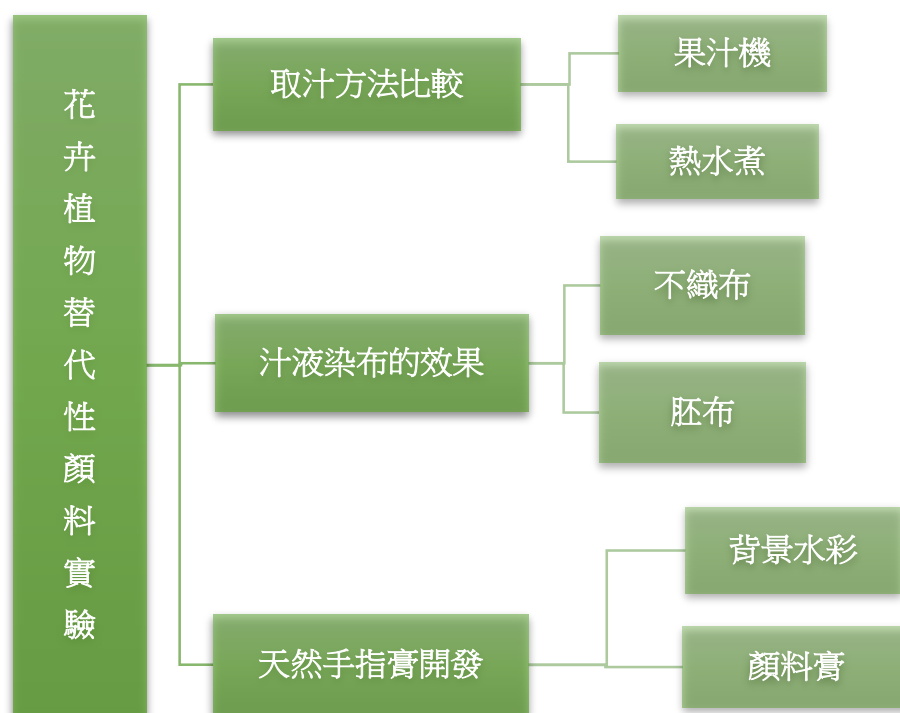 花卉植物替代性顏料實驗
取汁方法比較
果汁機
熱水煮
汁液染布的效果
不織布
胚布
天然手指膏開發
背景水彩
顏料膏